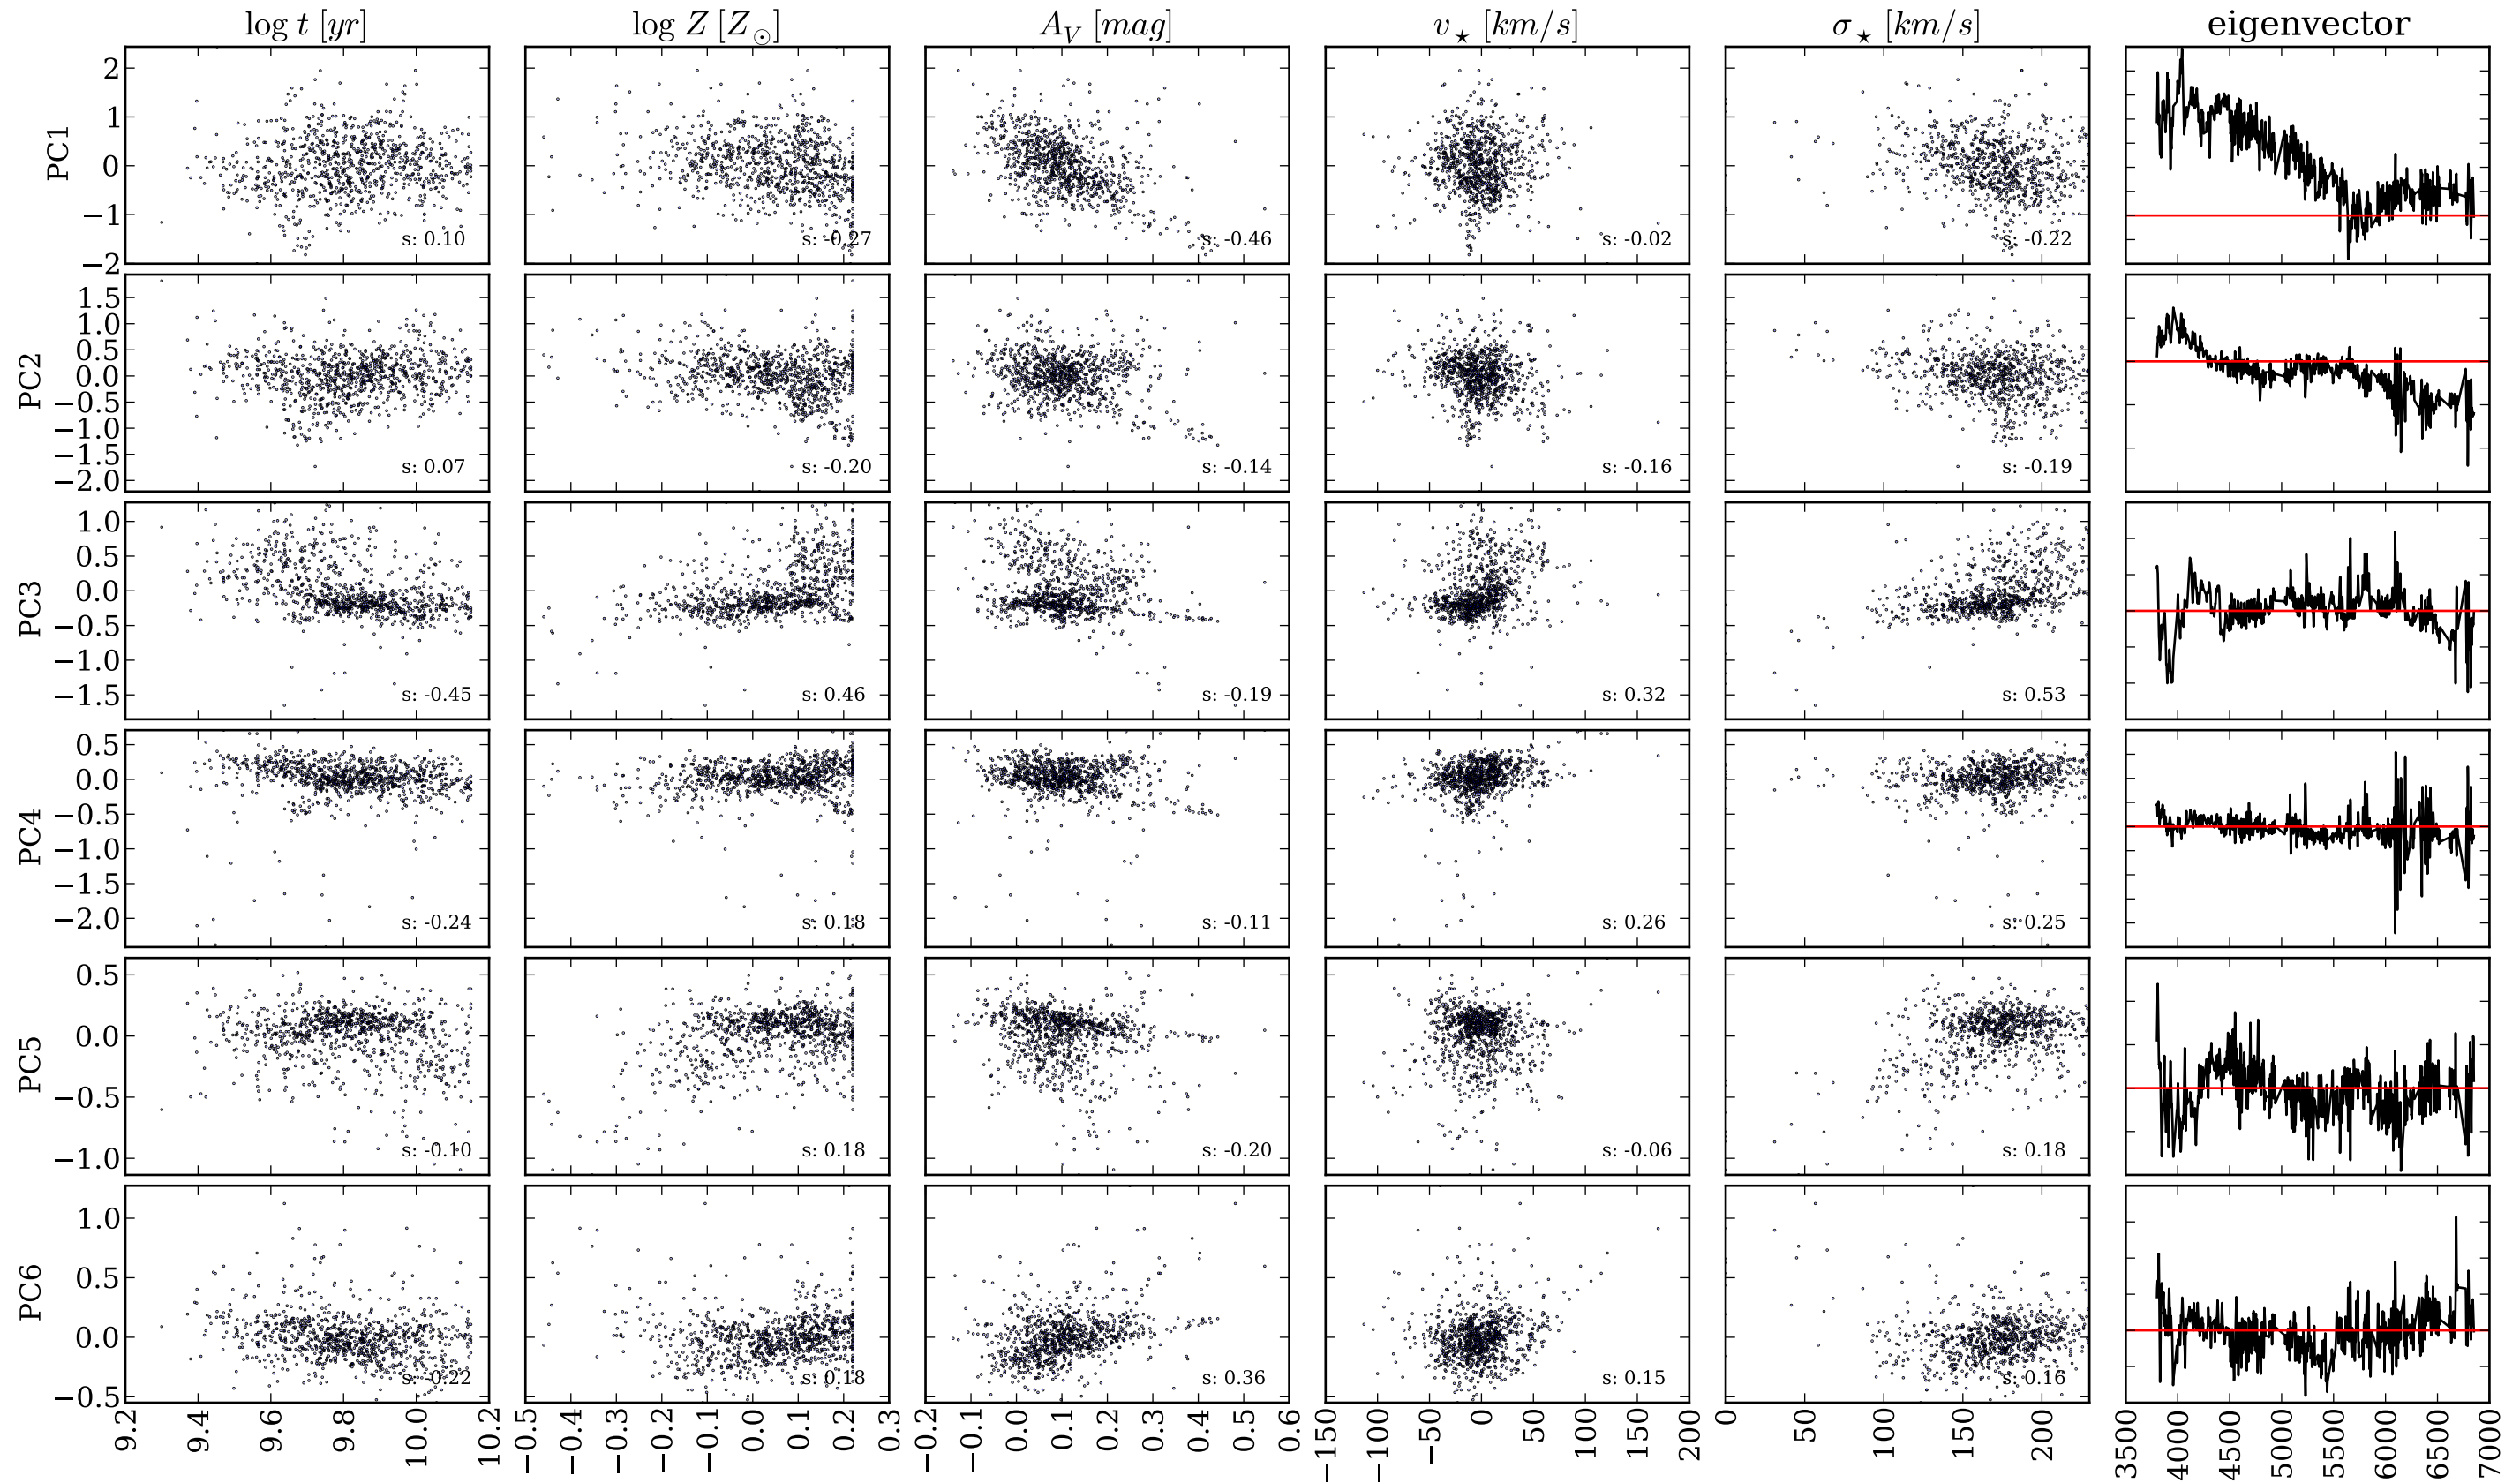 log t [yr] log Z [Z⊙] A_V [mag] v⋆ [km/s] σ⋆ [km/s] eigenvector
PC1
2
1
0
−1
−2
s: 0.10 s: -0.27 s: -0.46 s: -0.02 s: -0.22
PC2
1.5
1.0
0.5
0.0
−0.5
−1.0
−1.5
−2.0
s: 0.07 s: -0.20 s: -0.14 s: -0.16 s: -0.19
PC3
1.0
0.5
0.0
−0.5
−1.0
−1.5
s: -0.45 s: 0.46 s: -0.19 s: 0.32 s: 0.53
PC4
0.5
0.0
−0.5
−1.0
−1.5
−2.0
s: -0.24 s: 0.18 s: -0.11 s: 0.26 s: 0.25
PC5
0.5
0.0
−0.5
−1.0
s: -0.10 s: 0.18 s: -0.20 s: -0.06 s: 0.18
PC6
1.0
0.5
0.0
−0.5
s: -0.22 s: 0.18 s: 0.36 s: 0.15 s: 0.16
9.2 9.4 9.6 9.8 10.0 10.2 −0.5 −0.4 −0.3 −0.2 −0.1 0.0 0.1 0.2 0.3 −0.2 −0.1 0.0 0.1 0.2 0.3 0.4 0.5 0.6 −150 −100 −50 0 50 100 150 200 0 50 100 150 200 3500 4000 4500 5000 5500 6000 6500 7000